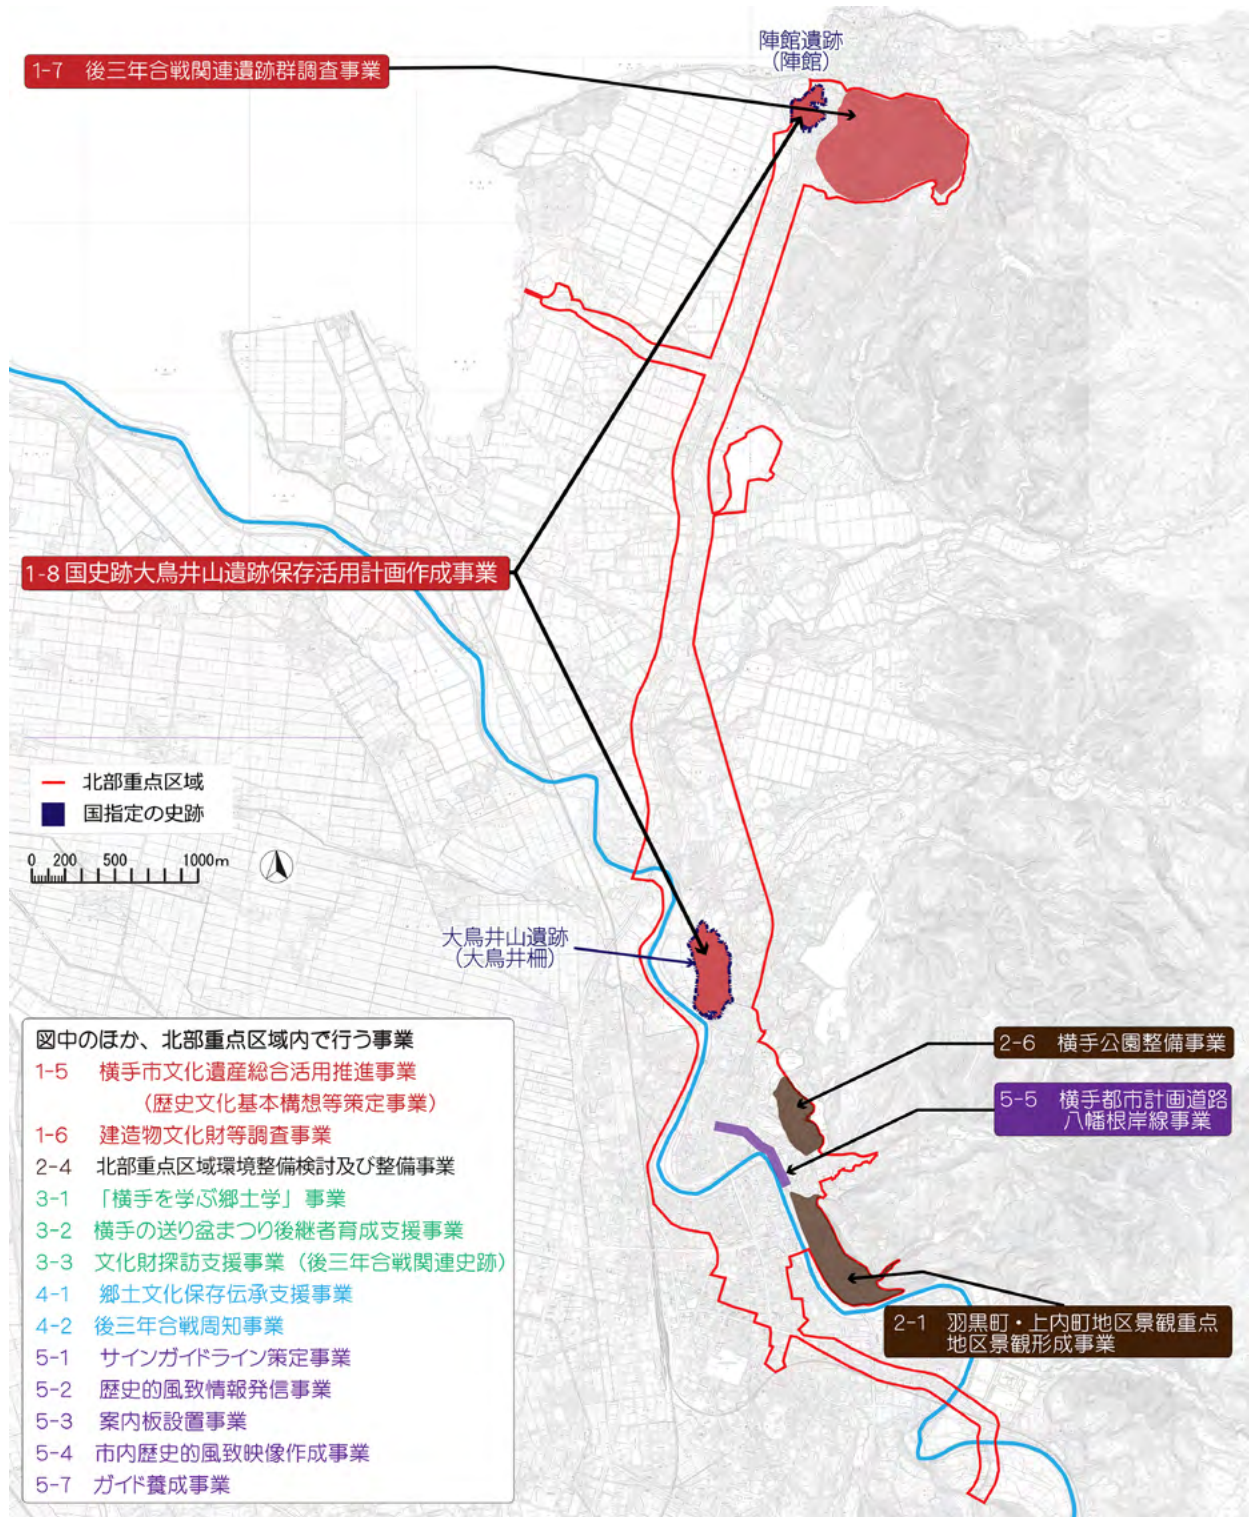 陣館遺跡
(陣館)
1-7 後三年合戦関連遺跡群調査事業
1-8 国史跡大鳥井山遺跡保存活用計画作成事業
北部重点区域
国指定の史跡
0 200 500 1000m
大鳥井山遺跡
(大鳥井柵)
図中のほか、北部重点区域内で行う事業
1-5 横手市文化遺産総合活用推進事業
(歴史文化基本構想等策定事業)
1-6 建造物文化財等調査事業
2-4 北部重点区域環境整備検討及び整備事業
3-1 「横手を学ぶ郷土学」事業
3-2 横手の送り盆まつり後継者育成支援事業
3-3 文化財探訪支援事業(後三年合戦関連史跡)
4-1 郷土文化保存伝承支援事業
4-2 後三年合戦周知事業
5-1 サインガイドライン策定事業
5-2 歴史的風致情報発信事業
5-3 案内板設置事業
5-4 市内歴史的風致映像作成事業
5-7 ガイド養成事業
2-6 横手公園整備事業
5-5 横手都市計画道路
八幡根岸線事業
2-1 羽黒町・上内町地区景観重点
地区景観形成事業